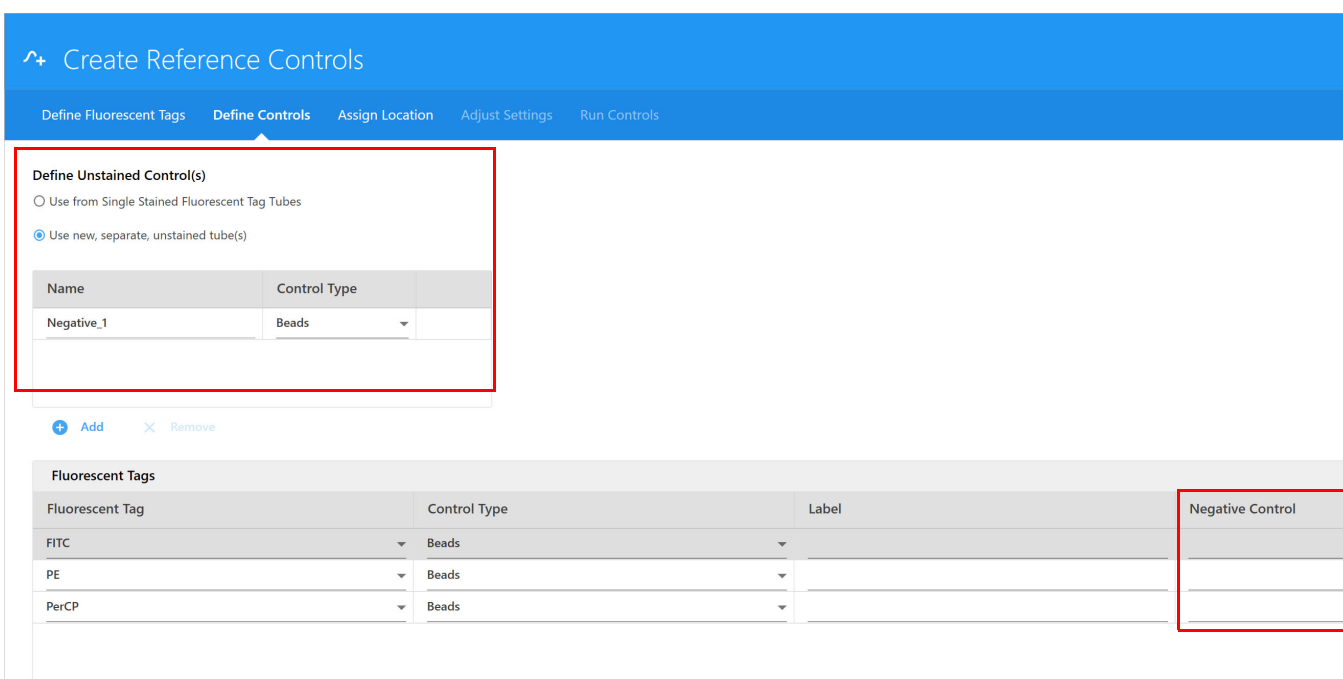 Create Reference Controls
Define Fluorescent Tags Define Controls Assign Location Adjust Settings Run Controls
Define Unstained Control(s)
Use from Single Stained Fluorescent Tag Tubes
Use new, separate, unstained tube(s)
Name Control Type
Negative_1 Beads
Add Remove
Fluorescent Tags
Fluorescent Tag Control Type Label Negative Control
FITC Beads
PE Beads
PerCP Beads